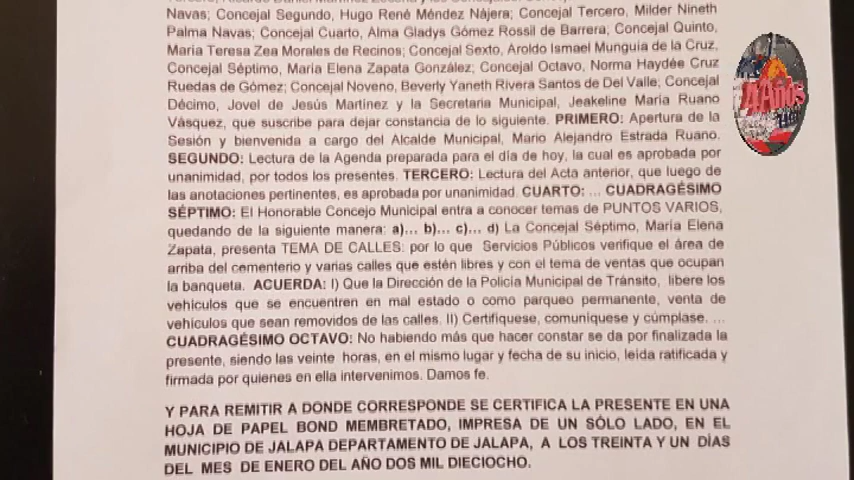 Navas; Concejal Segundo, Hugo René Méndez Nájera; Concejal Tercero, Milder Nineth
Palma Navas; Concejal Cuarto, Alma Gladys Gómez Rossil de Barrera; Concejal Quinto,
Maria Teresa Zea Morales de Recinos; Concejal Sexto, Aroldo Ismael Munguia de la Cruz,
Concejal Séptimo, Maria Elena Zapata González; Concejal Octavo, Norma Haydée Cruz
Ruedas de Gómez; Concejal Noveno, Beverly Yaneth Rivera Santos de Del Valle; Concejal
Décimo, Jovel de Jesús Martínez y la Secretaria Municipal, Jeakeline Maria Ruano
Vásquez, que suscribe para dejar constancia de lo siguiente. PRIMERO: Apertura de la
Sesión y bienvenida a cargo del Alcalde Municipal, Mario Alejandro Estrada Ruano.
SEGUNDO: Lectura de la Agenda preparada para el día de hoy, la cual es aprobada por
unanimidad, por todos los presentes. TERCERO: Lectura del Acta anterior, que luego de
las anotaciones pertinentes, es aprobada por unanimidad. CUARTO: ... CUADRAGÉSIMO
SÉPTIMO: El Honorable Concejo Municipal entra a conocer temas de PUNTOS VARIOS,
quedando de la siguiente manera: a)... b)... c)... d) La Concejal Séptimo, María Elena
Zapata, presenta TEMA DE CALLES: por lo que Servicios Públicos verifique el área de
arriba del cementerio y varias calles que estén libres y con el tema de ventas que ocupan
la banqueta. ACUERDA: I) Que la Dirección de la Policía Municipal de Tránsito, libere los
vehículos que se encuentren en mal estado o como parqueo permanente, venta de
vehículos que sean removidos de las calles. II) Certifiquese, comuniquese y cúmplase. ...
CUADRAGÉSIMO OCTAVO: No habiendo más que hacer constar se da por finalizada la
presente, siendo las veinte horas, en el mismo lugar y fecha de su inicio, leída ratificada y
firmada por quienes en ella intervenimos. Damos fe.
Y PARA REMITIR A DONDE CORRESPONDE SE CERTIFICA LA PRESENTE EN UNA
HOJA DE PAPEL BOND MEMBRETADO, IMPRESA DE UN SÓLO LADO, EN EL
MUNICIPIO DE JALAPA DEPARTAMENTO DE JALAPA, A LOS TREINTA Y UN DÍAS
DEL MES DE ENERO DEL AÑO DOS MIL DIECIOCHO.
4 Años